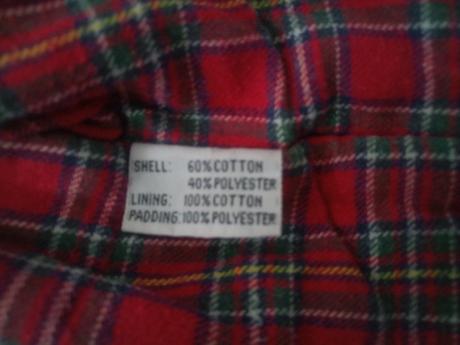 SHELL: 60% COTTON
40% POLYESTER
LINING: 100% COTTON
PADDING: 100% POLYESTER